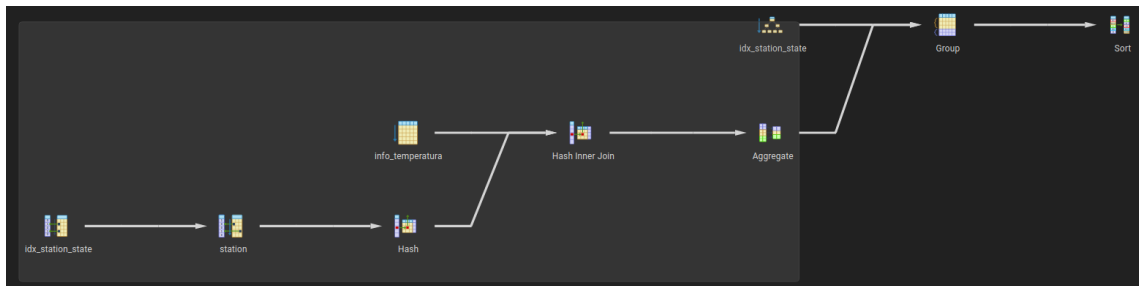 idx_station_state
Group
Sort
info_temperatura
Hash Inner Join
Aggregate
idx_station_state
station
Hash